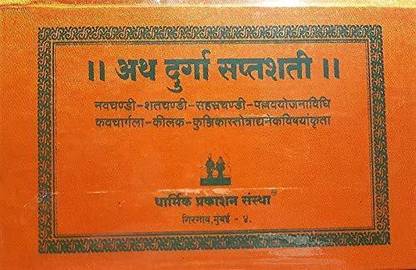 ।। अथ दुर्गा सप्तशती ।।
नवचण्डी-शतचण्डी-सहस्रचण्डी-पल्लवयोजनाविधि
कवचार्गला-कीलक-कुञ्जिकास्तोत्राद्यनेकविषयांकृता
धार्मिक प्रकाशन संस्था
गिरगाव, मुंबई - ४.